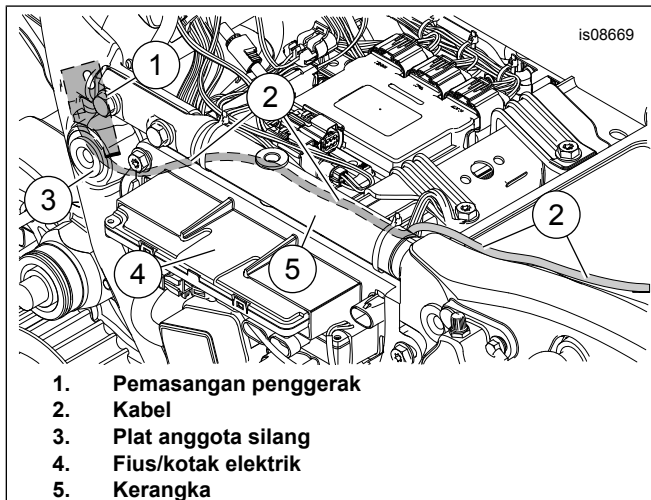 is08669
1
2
3
2
4
5
1. Pemasangan penggerak
2. Kabel
3. Plat anggota silang
4. Fius/kotak elektrik
5. Kerangka